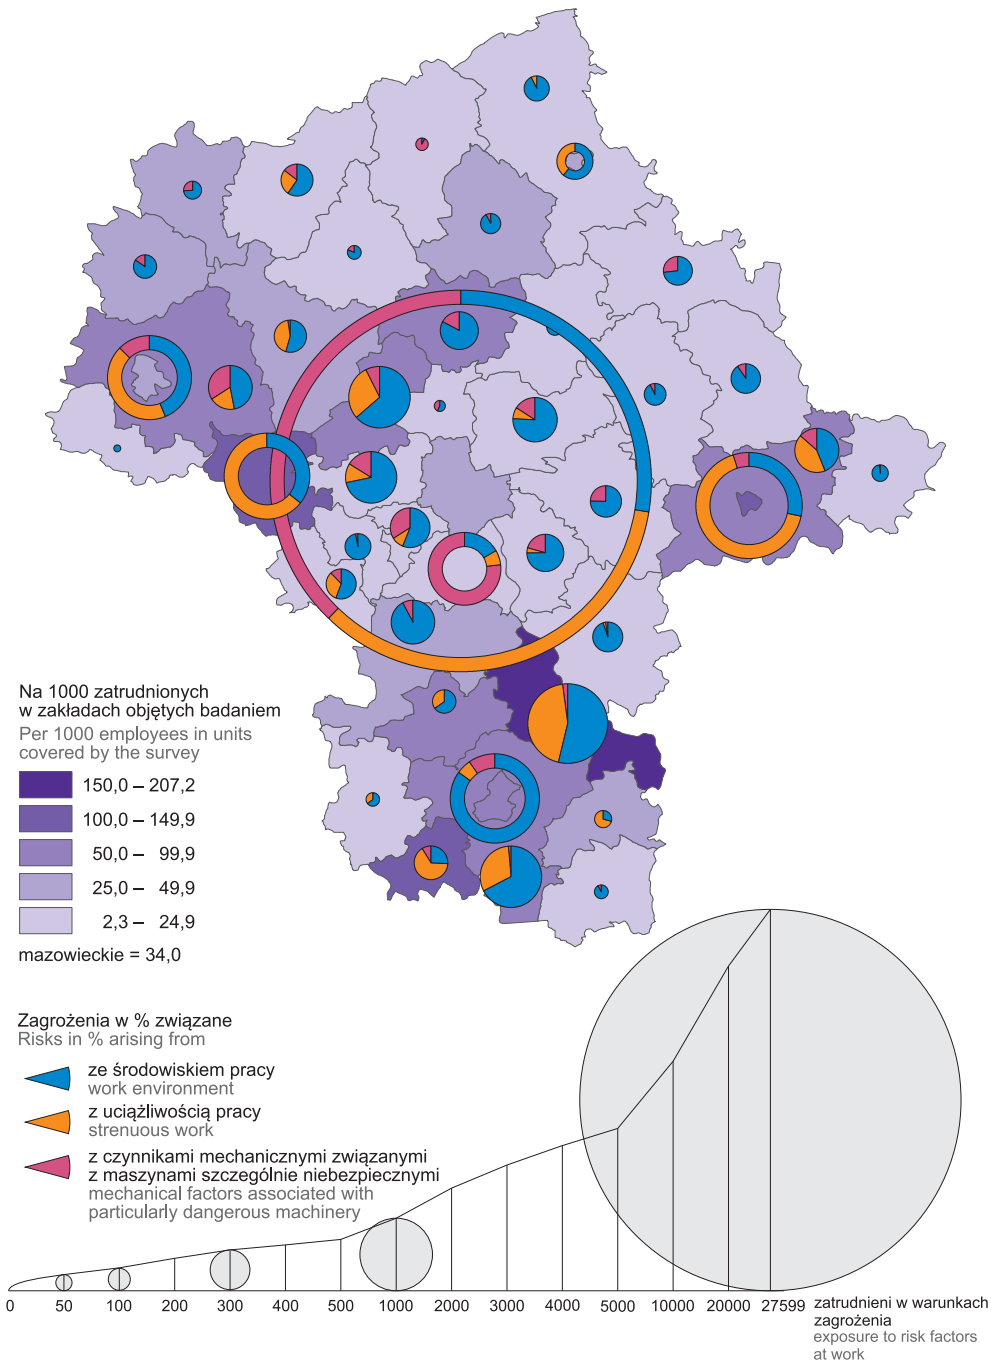 Na 1000 zatrudnionych
w zakładach objętych badaniem
Per 1000 employees in units
covered by the survey
150,0 – 207,2
100,0 – 149,9
50,0 – 99,9
25,0 – 49,9
2,3 – 24,9
mazowieckie = 34,0
Zagrożenia w % związane
Risks in % arising from
ze środowiskiem pracy
work environment
z uciążliwością pracy
strenuous work
z czynnikami mechanicznymi związanymi
z maszynami szczególnie niebezpiecznymi
mechanical factors associated with
particularly dangerous machinery
0 50 100 200 300 400 500 1000 2000 3000 4000 5000 10000 20000 27599
zatrudnieni w warunkach
zagrożenia
exposure to risk factors
at work